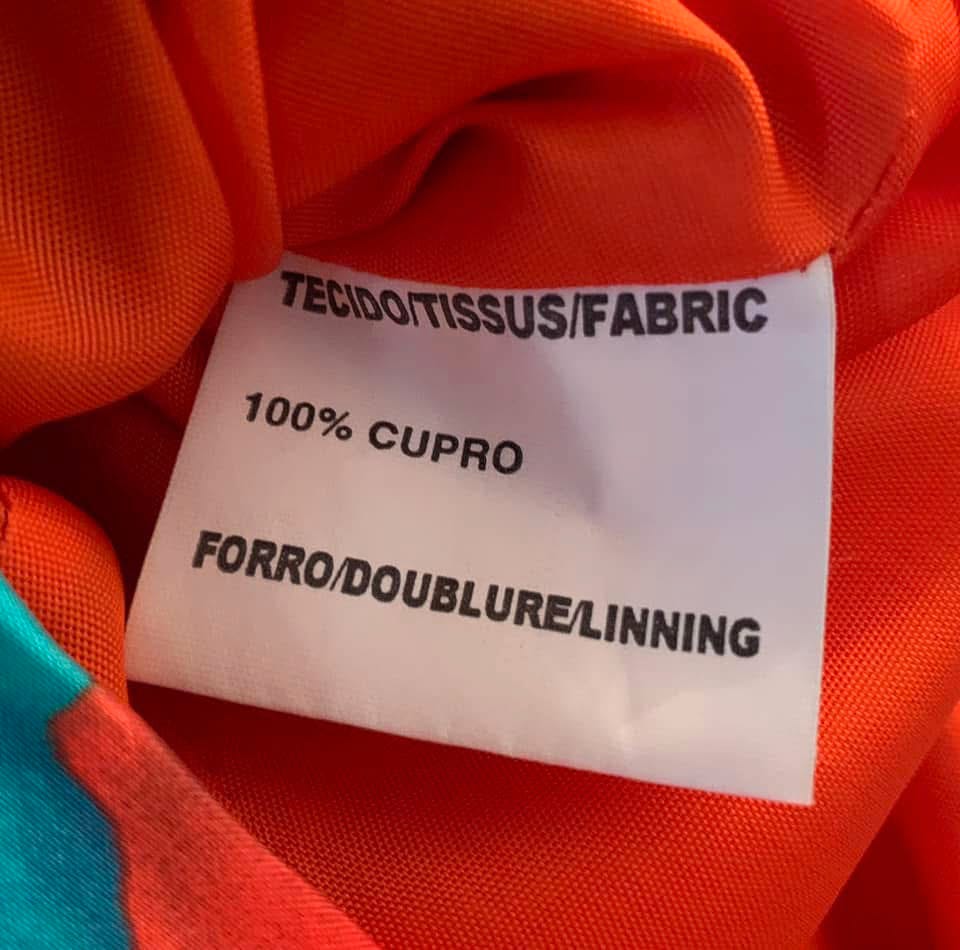 TECIDO/TISSUS/FABRIC
100% CUPRO
FORRO/DOUBLURE/LINNING